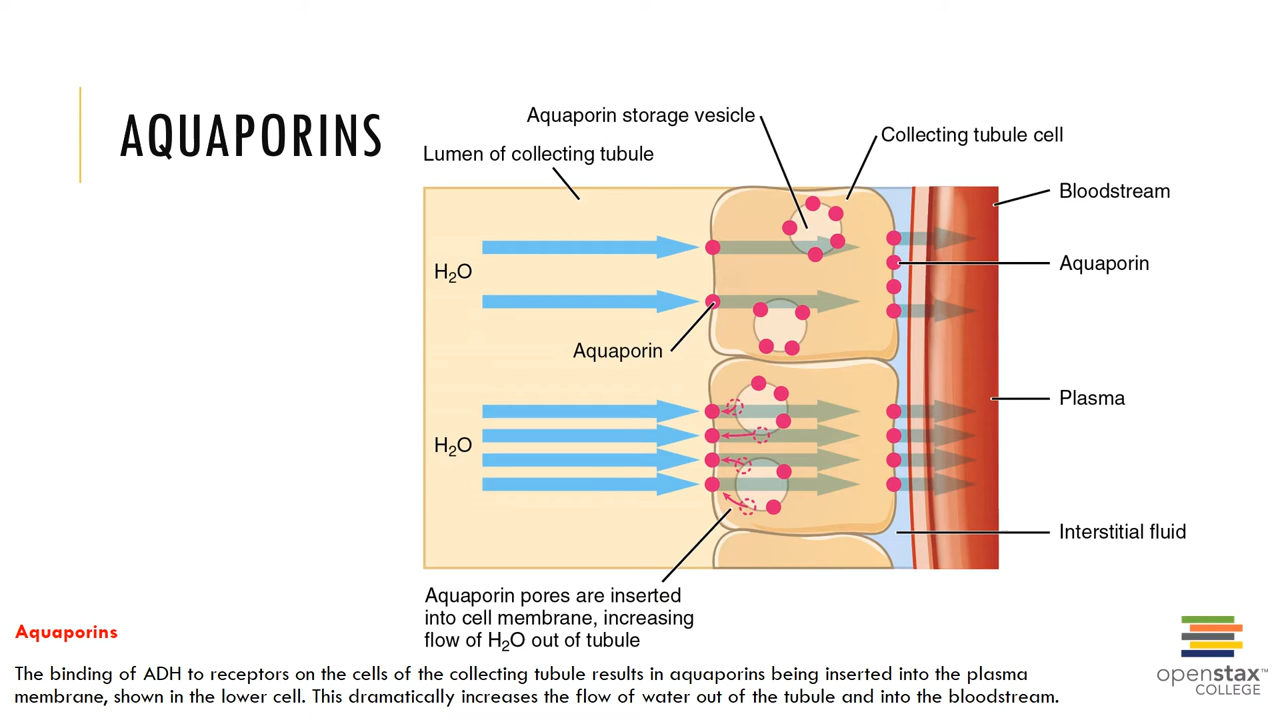 AQUAPORINS
Aquaporin storage vesicle
Collecting tubule cell
Lumen of collecting tubule
Bloodstream
H₂O
Aquaporin
Aquaporin
Plasma
H₂O
Interstitial fluid
Aquaporin pores are inserted
into cell membrane, increasing
flow of H₂O out of tubule
Aquaporins
The binding of ADH to receptors on the cells of the collecting tubule results in aquaporins being inserted into the plasma
membrane, shown in the lower cell. This dramatically increases the flow of water out of the tubule and into the bloodstream.
openstax™
COLLEGE